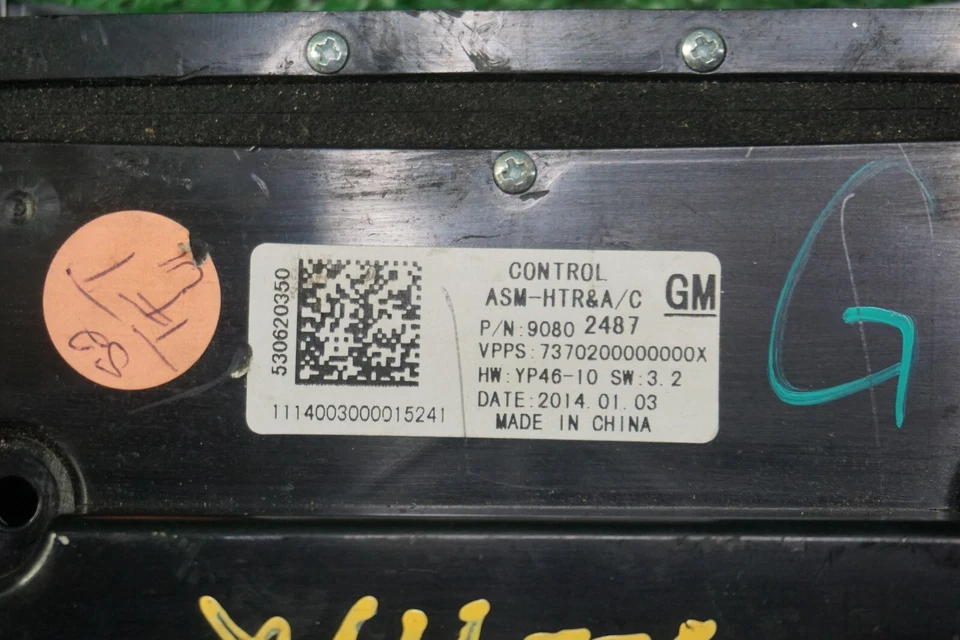 530620350
1114003000015241
CONTROL
ASM-HTR&A/C
GM
P/N:9080 2487
VPPS:7370200000000X
HW:YP46-10 SW:3.2
DATE:2014.01.03
MADE IN CHINA
G